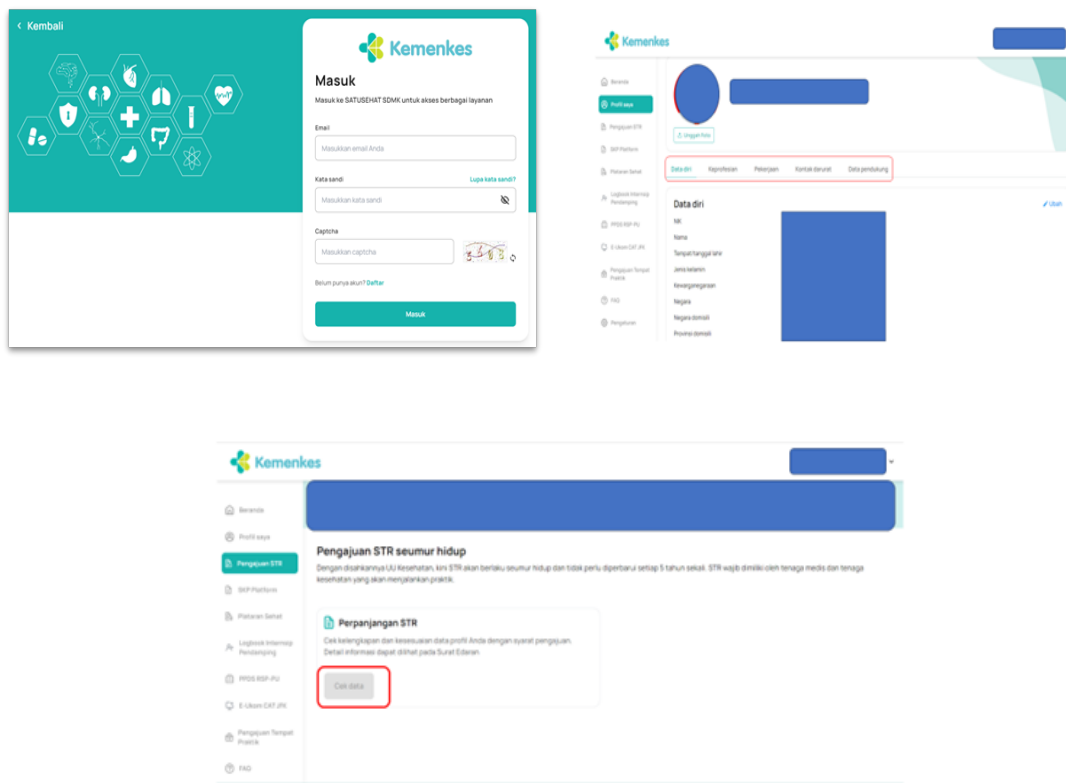 < Kembali
Kemenkes
Masuk
Masuk ke SATUSEHAT SDMK untuk akses berbagai layanan
Email
Masukkan email Anda
Kata sandi
Lupa kata sandi?
Masukkan kata sandi
Captcha
Masukkan captcha
Belum punya akun? Daftar
Masuk
Kemenkes
Beranda
Profil saya
Pengajuan STR
SKP Platform
Plataran Sehat
Logbook Internsip
Pendamping
PPDS RSP-PU
E-Ukom CAT JFK
Pengajuan Tempat
Praktik
FAQ
Pengaturan
Unggah foto
Data diri Keprofesian Pekerjaan Kontak darurat Data pendukung
Data diri
Ubah
NIK
Nama
Tempat/tanggal lahir
Jenis kelamin
Kewarganegaraan
Negara
Negara domisili
Provinsi domisili
Kemenkes
Beranda
Profil saya
Pengajuan STR
SKP Platform
Plataran Sehat
Logbook Internsip
Pendamping
PPDS RSP-PU
E-Ukom CAT JFK
Pengajuan Tempat
Praktik
FAQ
Pengajuan STR seumur hidup
Dengan disahkannya UU Kesehatan, kini STR akan berlaku seumur hidup dan tidak perlu diperbarui setiap 5 tahun sekali. STR wajib dimiliki oleh tenaga medis dan tenaga
kesehatan yang akan menjalankan praktik.
Perpanjangan STR
Cek kelengkapan dan kesesuaian data profil Anda dengan syarat pengajuan.
Detail informasi dapat dilihat pada Surat Edaran
Cek data